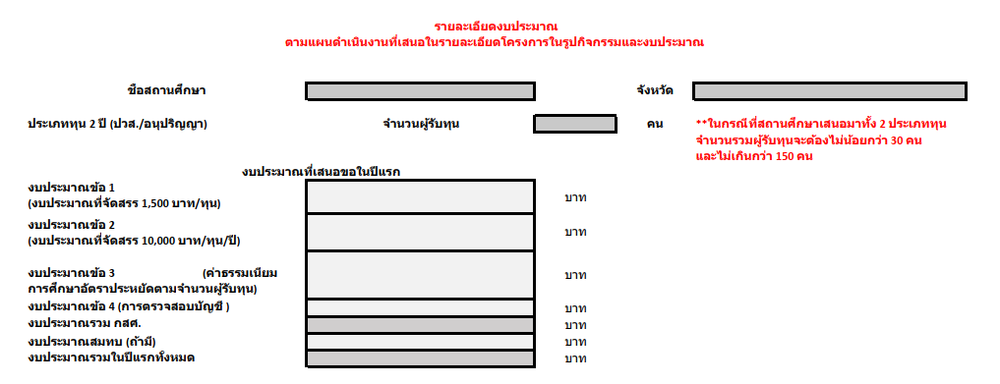 รายละเอียดงบประมาณ
ตามแผนดำเนินงานที่เสนอในรายละเอียดโครงการในรูปกิจกรรมและงบประมาณ
ชื่อสถานศึกษา จังหวัด
ประเภททุน 2 ปี (ปวส./อนุปริญญา) จำนวนผู้รับทุน คน **ในกรณีที่สถานศึกษาเสนอมาทั้ง 2 ประเภททุน
จำนวนรวมผู้รับทุนจะต้องไม่น้อยกว่า 30 คน
และไม่เกินกว่า 150 คน
งบประมาณที่เสนอขอในปีแรก
งบประมาณข้อ 1
(งบประมาณที่จัดสรร 1,500 บาท/ทุน) บาท
งบประมาณข้อ 2
(งบประมาณที่จัดสรร 10,000 บาท/ทุน/ปี) บาท
งบประมาณข้อ 3 (ค่าธรรมเนียม บาท
การศึกษาอัตราประหยัดตามจำนวนผู้รับทุน)
งบประมาณข้อ 4 (การตรวจสอบบัญชี ) บาท
งบประมาณรวม กสศ. บาท
งบประมาณสมทบ (ถ้ามี) บาท
งบประมาณรวมในปีแรกทั้งหมด บาท